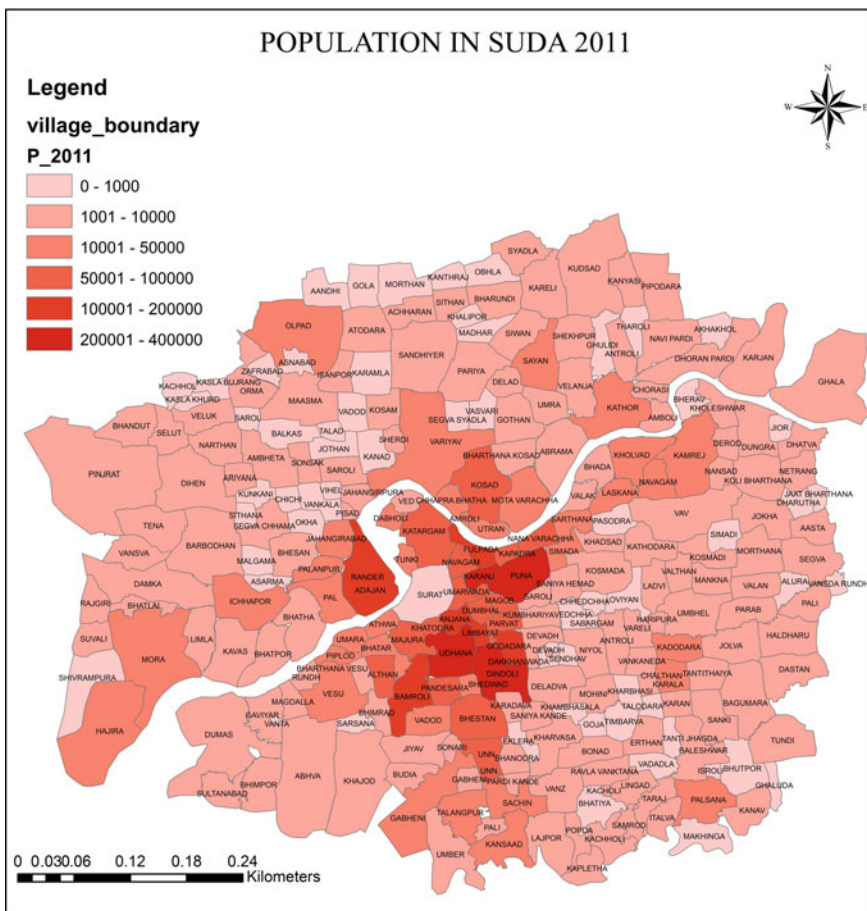 POPULATION IN SUDA 2011
N
W E
S
Legend
village_boundary
P_2011
0 - 1000
1001 - 10000
10001 - 50000
50001 - 100000
100001 - 200000
200001 - 400000
SYADLA
KANTHRAJ OBHLA KUDSAD
AANDHI GOLA MORTHAN KARELI KANYASI PIPODARA
SITHAN BHARUNDI
ACHHARAN KHALIPOR
OLPAD ATODARA MADHAR SIWAN SHEKHPUR THAROLI AKHAKHOL
GHULIDI NAVI PARDI
SANDHIYER ANTROLI
ASNABAD SAYAN DHORAN PARDI KARJAN
ZAFRABAD ISANPOR KARAMLA PARIYA GHALA
KACHHOL KASLA BUJRANG DELAD VELANJA CHORASI
KASLA KHURD ORMA MAASMA VASVARI KATHOR BHERAV
VELUK SAROL VADOD KOSAM SEGVA SYADLA GOTHAN UMRA AMBOLI KHOLESHWAR
BHANDUT SELUT BALKAS TALAD SHERDI VARIYAV JIOR
NARTHAN JOTHAN ABRAMA KHOLVAD KAMREJ DEROD DUNGRA DHATVA
AMBHETA SONSAK KANAD BHARTHANA KOSAD
PINJRAT SAROLI BHADA NANSAD NETRANG
DIHEN ARIYANA VIHEL JAHANGIRPURA KOSAD NAVAGAM KOLI BHARTHANA
KUNKANI CHICHI VED CHHAPRA BHATHA MOTA VARACHHA VALAK LASKANA JAAT BHARTHANA
SITHANA VANKALA PISAD DABHOLI AMROLI DHARUTHA
TENA SEGVA CHHAMA OKHA KATARGAM UTRAN SARTHANA PASODRA VAV JOKHA
JAHANGIRABAD NANA VARACHHA AASTA
BARBODHAN BHESAN TUNKI FULPADA KAPADRA SIMADA KHADSAD SIMADI
VANSVA MALGAMA NAVAGAM KATHODARA KOSMADI MORTHANA SEGVA
DAMKA ASARMA PALANPUR RANDER KARANJ PUNA KOSMADA VALTHAN
ADAJAN SANIYA HEMAD LADVI MANKNA VALAN ALURA VANSDA RUNDH
RAJGIRI BHATLAI ICHHAPOR PAL SURAT UMARWADA SAROLI CHHEDCHHA OVIYAN
MAGOB KUMBHARIYA VEDCHHA HARIPURA UMBHEL PARAB PALI
SUVALI LIMLA BHATHA ATHWA ANJANA DUMBHAL SABARGAM VARELI
KHATODRA PARVAT
MORA UMARA MAJURA LIMBAYAT DEVADH ANTROLI HALDHARU
KAVAS BHATPOR PIPLOD BHATAR UDHANA GODADARA DEVADH NIYOL KADODARA JOLVA
SHIVRAMPURA BHARTHANA VESU DAKKHANWADA SENDHAV VANKANEDA
RUNDH ALTHAN DINDOLI CHALTHAN DASTAN
VESU BAMROLI PANDESARA BHEDWAD DELADVA MOHINI KARALA TANTITHAIYA
MAGDALLA KARADAVA KHAMBHASALA KHARBHASI BAGUMARA
HAJIRA GAVIYAR BHIMRAD VADOD BHESTAN SANIYA KANDE TALODARA KARAN
VANTA SARSANA GOJA TIMBARVA SANKI
DUMAS EKLERA KHARVASA TANTI JHAGDA TUNDI
JIYAV SONARI UNN BHANODRA BONAD ERTHAN BALESHWAR
ABHVA KHAJOD BUDIA VADADLA BHUTPOR
SULTANABAD BHIMPOR GABHENI UNN PARDI KANDE RAVLA VANKTANA ISROLI GHALUDA
VANZ LINGAD
GABHENI SACHIN KACHOLI TARAJ PALSANA
TALANGPUR BHATIYA KANAV
PALI POPDA SAMROD ITALVA
KANSAAD LAJPOR KACHHOLI MAKHINGA
UMBER KAPLETHA
0 0.03 0.06 0.12 0.18 0.24
Kilometers